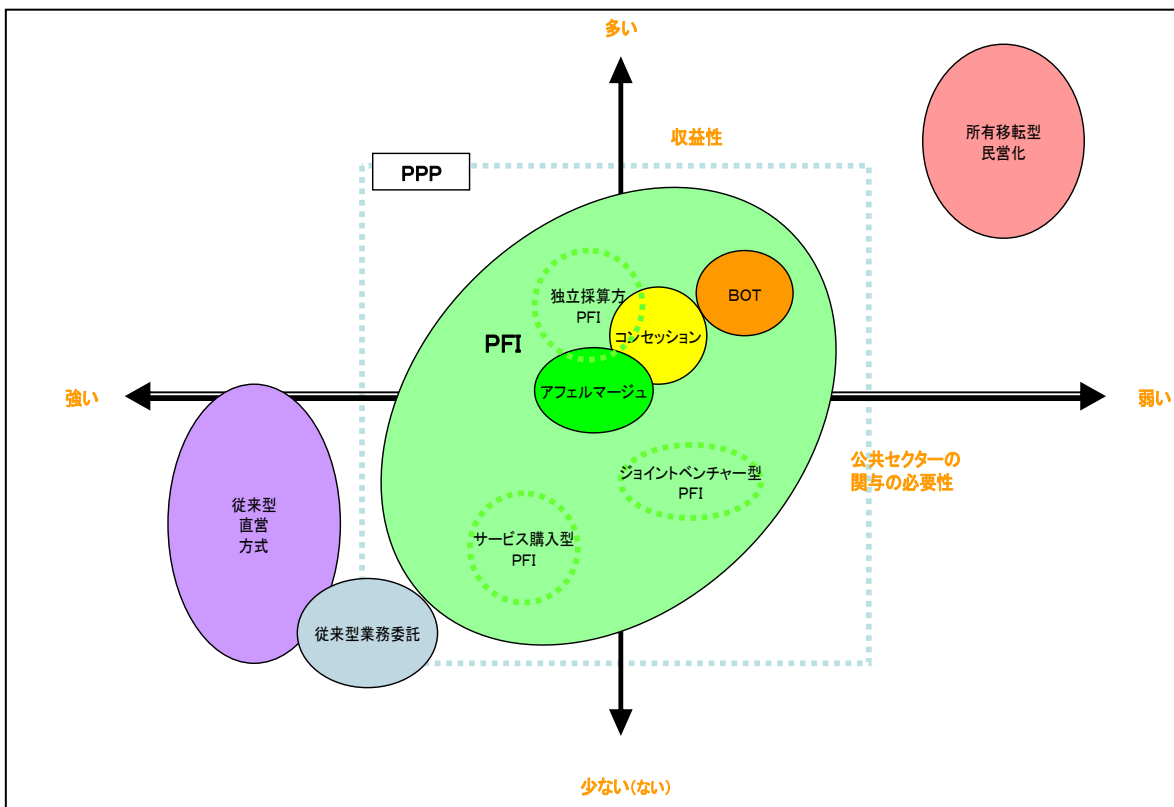 多い
収益性
所有移転型
民営化
PPP
独立採算方
PFI
BOT
PFI
コンセッション
アフェルマージュ
強い
弱い
公共セクターの
関与の必要性
ジョイントベンチャー型
PFI
従来型
直営
方式
サービス購入型
PFI
従来型業務委託
少ない(ない)